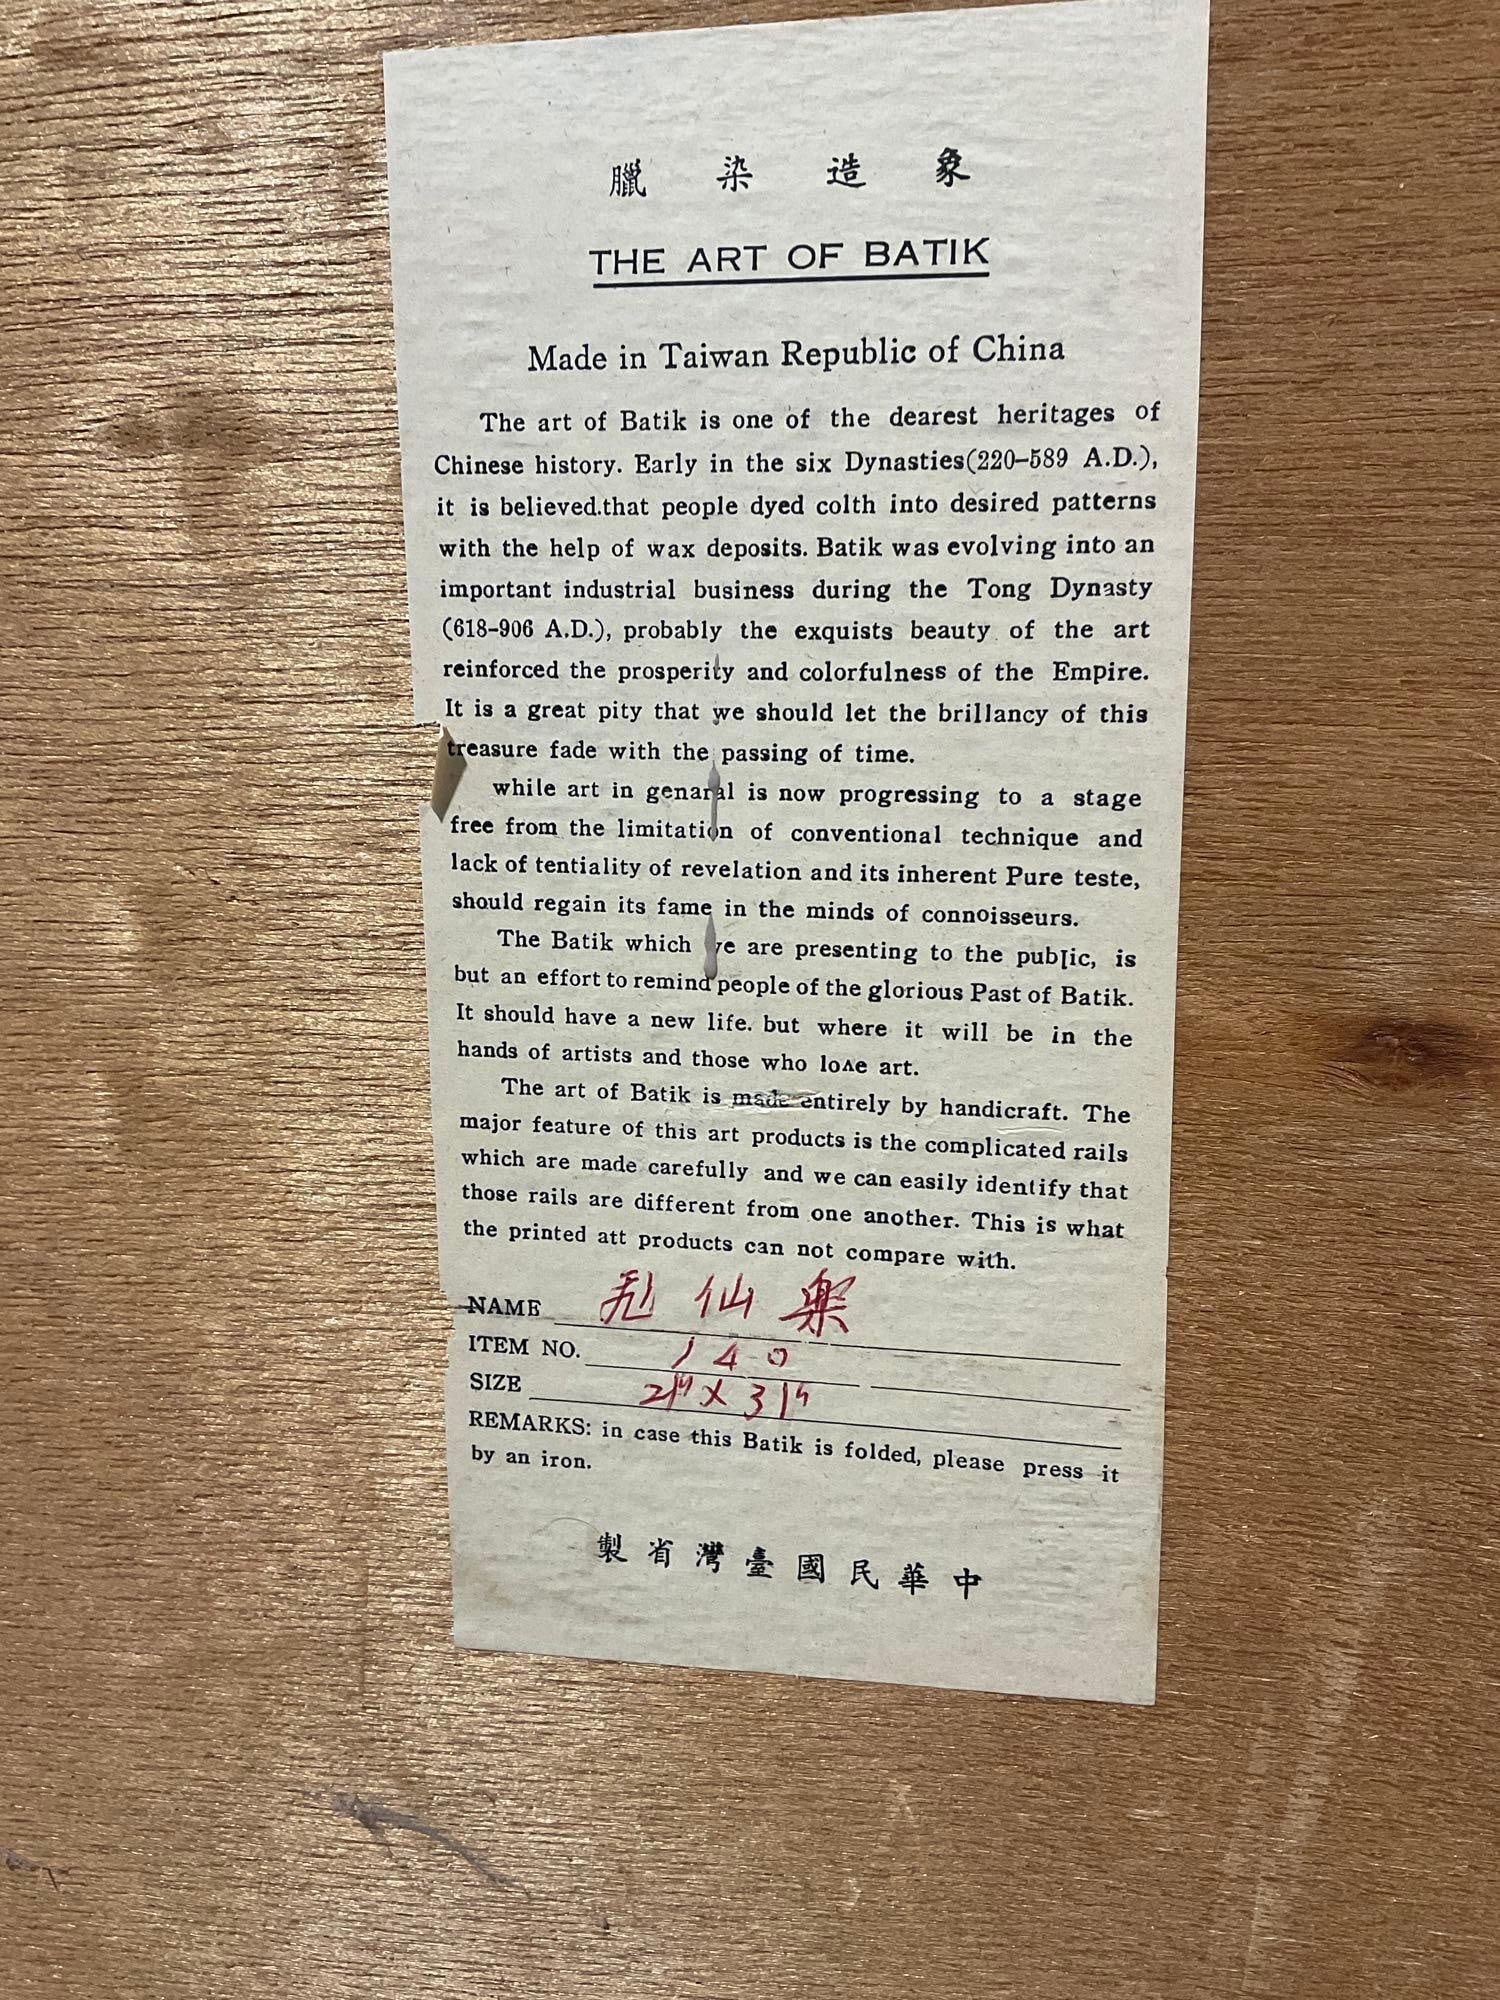 臘染造象
THE ART OF BATIK
Made in Taiwan Republic of China
The art of Batik is one of the dearest heritages of
Chinese history. Early in the six Dynasties(220-589 A.D.),
it is believed.that people dyed colth into desired patterns
with the help of wax deposits. Batik was evolving into an
important industrial business during the Tong Dynasty
(618-906 A.D.), probably the exquists beauty of the art
reinforced the prosperity and colorfulness of the Empire.
It is a great pity that we should let the brillancy of this
treasure fade with the passing of time.
while art in genaral is now progressing to a stage
free from the limitation of conventional technique and
lack of tentiality of revelation and its inherent Pure teste,
should regain its fame in the minds of connoisseurs.
The Batik which we are presenting to the public, is
but an effort to remind people of the glorious Past of Batik.
It should have a new life. but where it will be in the
hands of artists and those who love art.
The art of Batik is made entirely by handicraft. The
major feature of this art products is the complicated rails
which are made carefully and we can easily identify that
those rails are different from one another. This is what
the printed att products can not compare with.
NAME 仙樂
ITEM NO. 140
SIZE 21" x 31"
REMARKS: in case this Batik is folded, please press it
by an iron.
中華民國臺灣省製